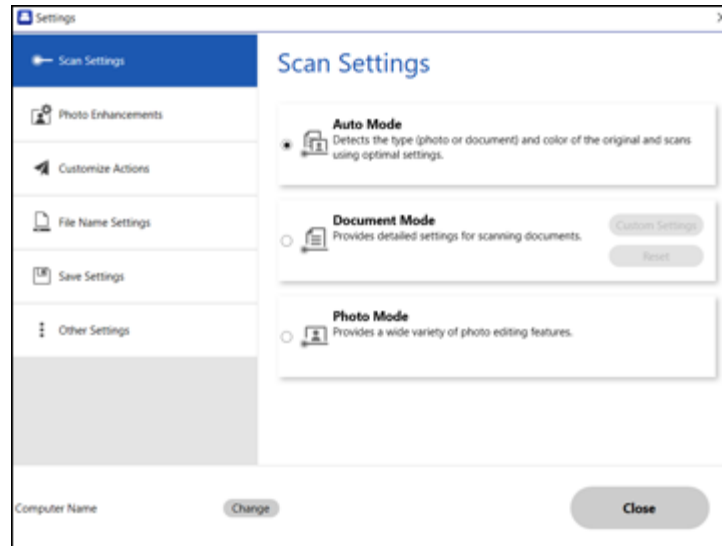 Settings
Scan Settings
Photo Enhancements
Customize Actions
File Name Settings
Save Settings
Other Settings
Scan Settings
Auto Mode
Detects the type (photo or document) and color of the original and scans
using optimal settings.
Document Mode
Provides detailed settings for scanning documents.
Custom Settings
Reset
Photo Mode
Provides a wide variety of photo editing features.
Computer Name
Change
Close